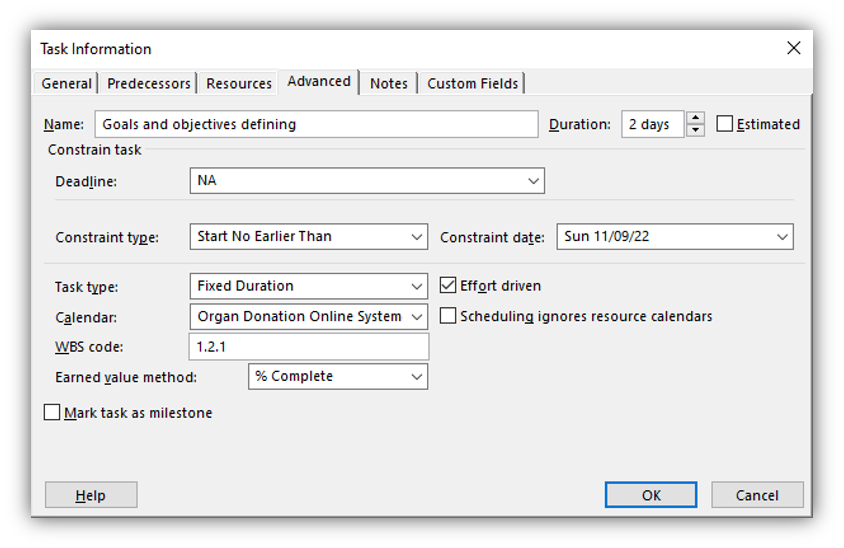 Task Information
General Predecessors Resources Advanced Notes Custom Fields
Name: Goals and objectives defining Duration: 2 days Estimated
Constrain task
Deadline: NA
Constraint type: Start No Earlier Than Constraint date: Sun 11/09/22
Task type: Fixed Duration Effort driven
Calendar: Organ Donation Online System Scheduling ignores resource calendars
WBS code: 1.2.1
Earned value method: % Complete
Mark task as milestone
Help OK Cancel